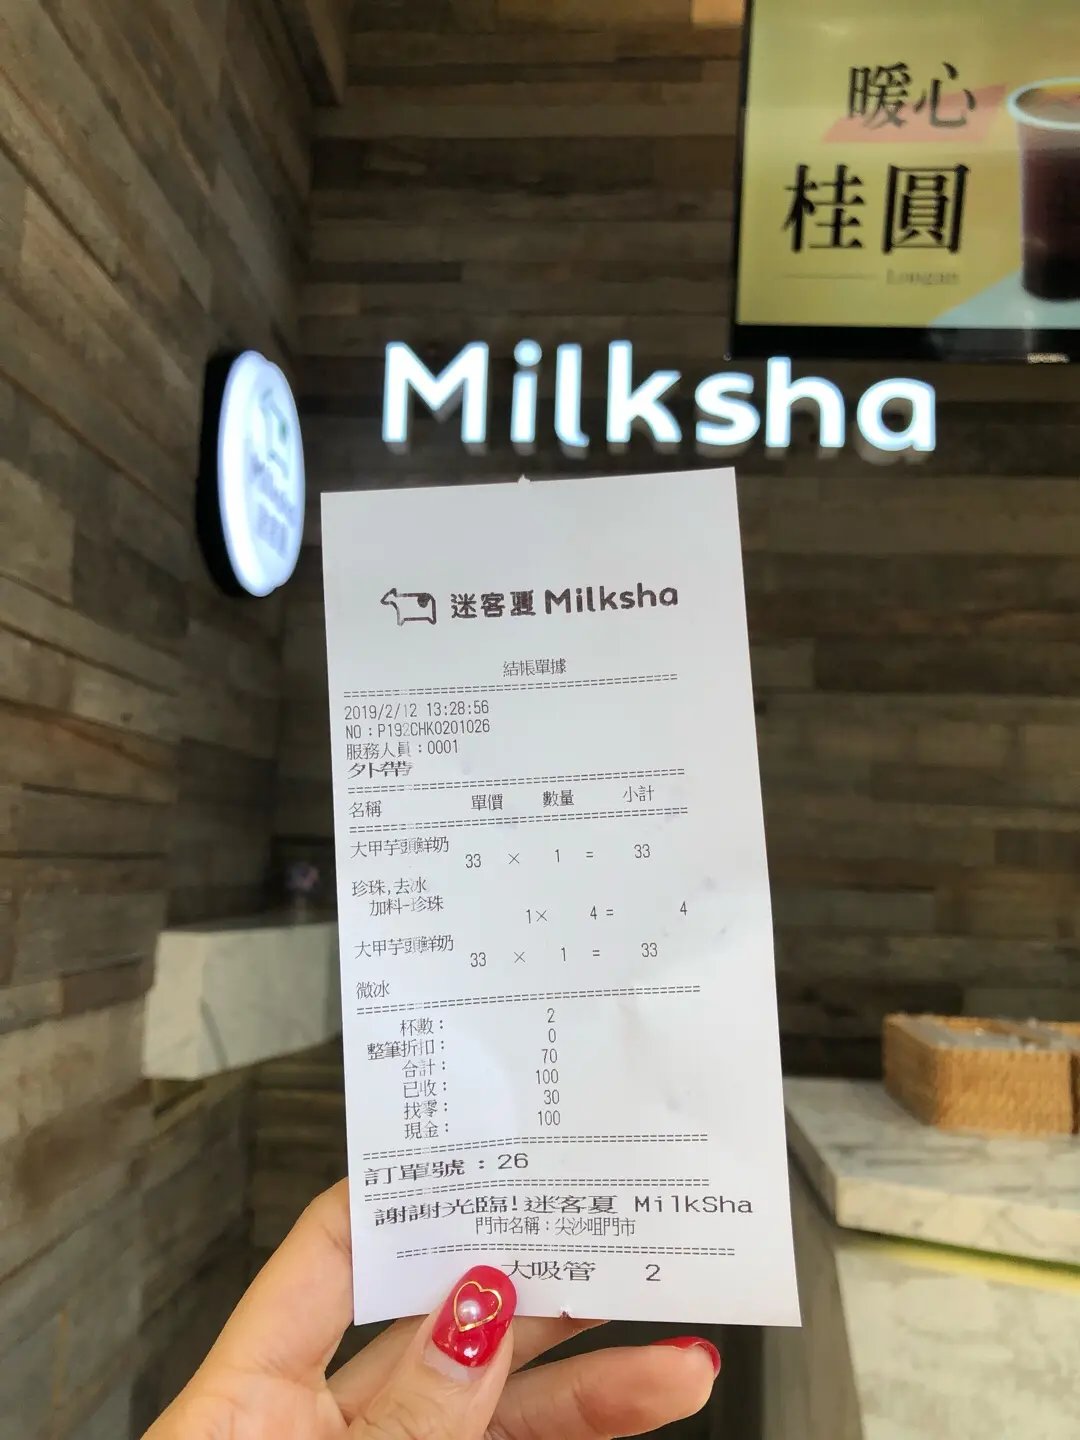 暖心
桂圓
Longan
Milksha
迷客夏 Milksha
結帳單據
2019/2/12 13:28:56
NO:P192CHK0201026
服務人員:0001
外帶
名稱 單價 數量 小計
大甲芋頭鮮奶 33 × 1 = 33
珍珠,去冰
加料-珍珠 1× 4= 4
大甲芋頭鮮奶 33 × 1 = 33
微冰
杯數: 2
整筆折扣: 0
合計: 70
已收: 100
找零: 30
現金: 100
訂單號:26
謝謝光臨!迷客夏 MilkSha
門市名稱:尖沙咀門市
大吸管 2